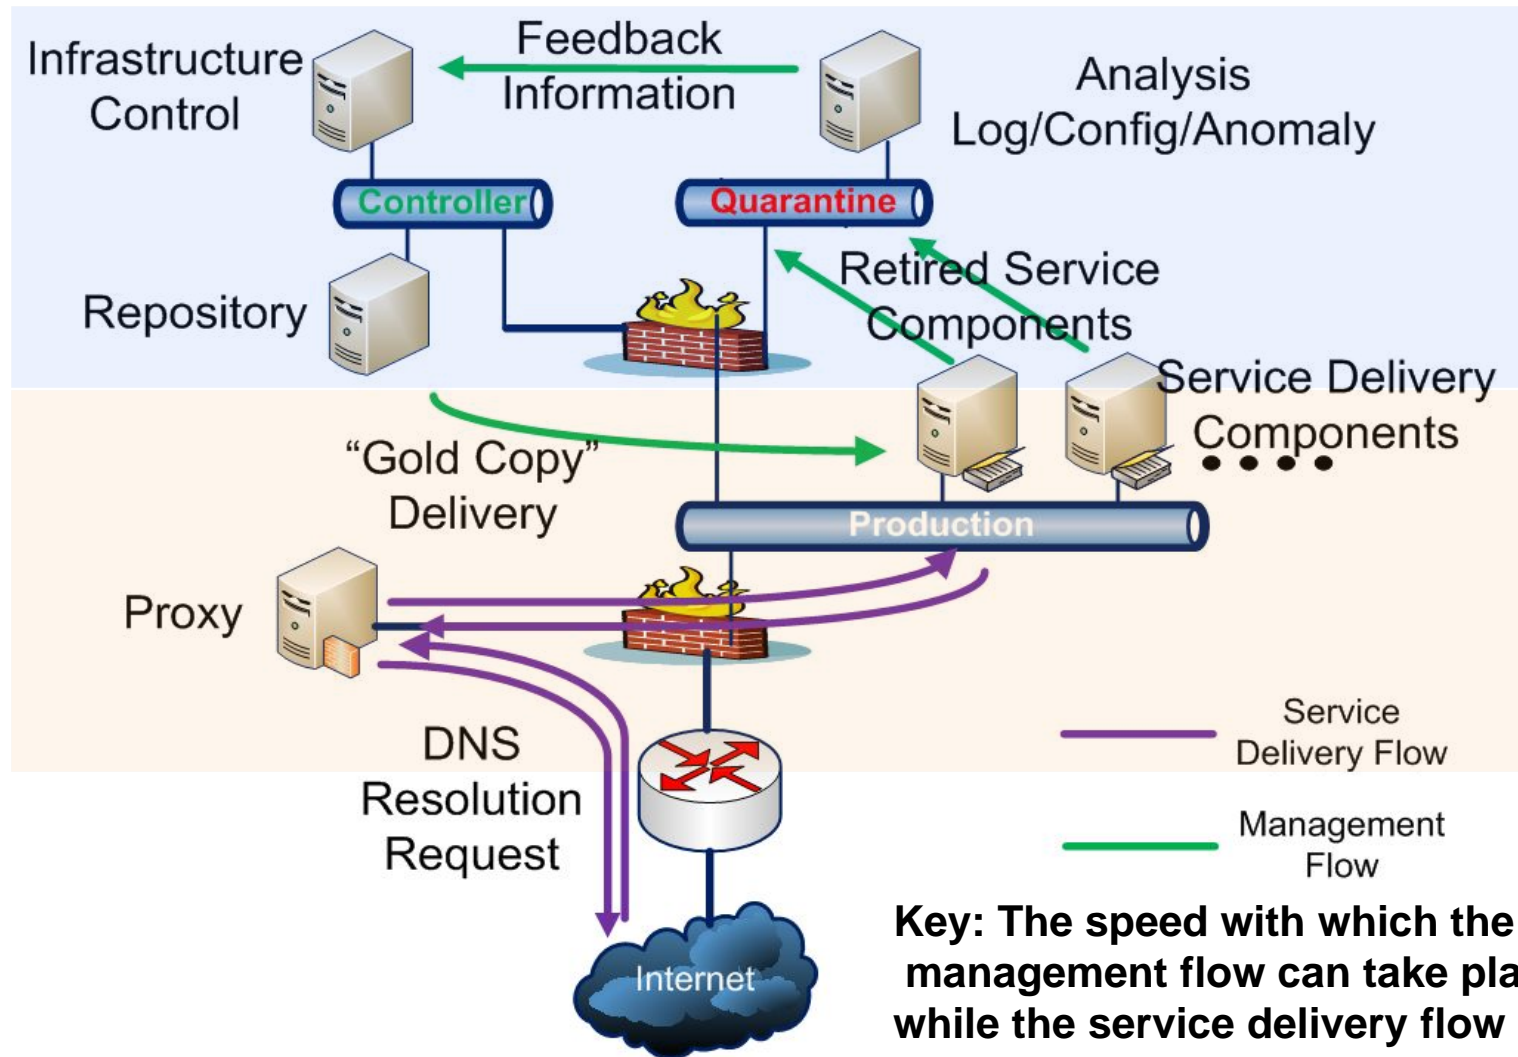 Infrastructure
Control
Feedback
Information
Analysis
Log/Config/Anomaly
Controller
Quarantine
Repository
Retired Service
Components
Service Delivery
Components
“Gold Copy”
Delivery
Production
Proxy
DNS
Resolution
Request
Service
Delivery Flow
Management
Flow
Internet
Key: The speed with which the
management flow can take pla
while the service delivery flow